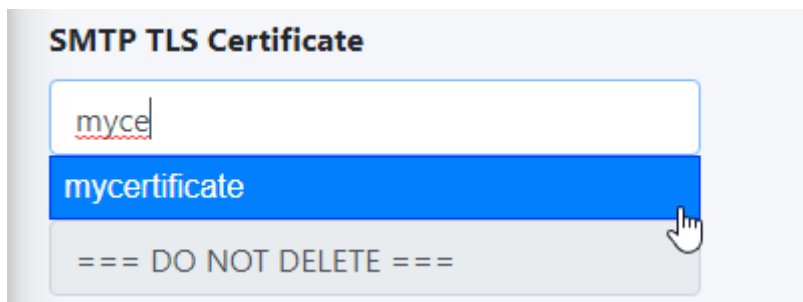 SMTP TLS Certificate
myce
mycertificate
=== DO NOT DELETE ===